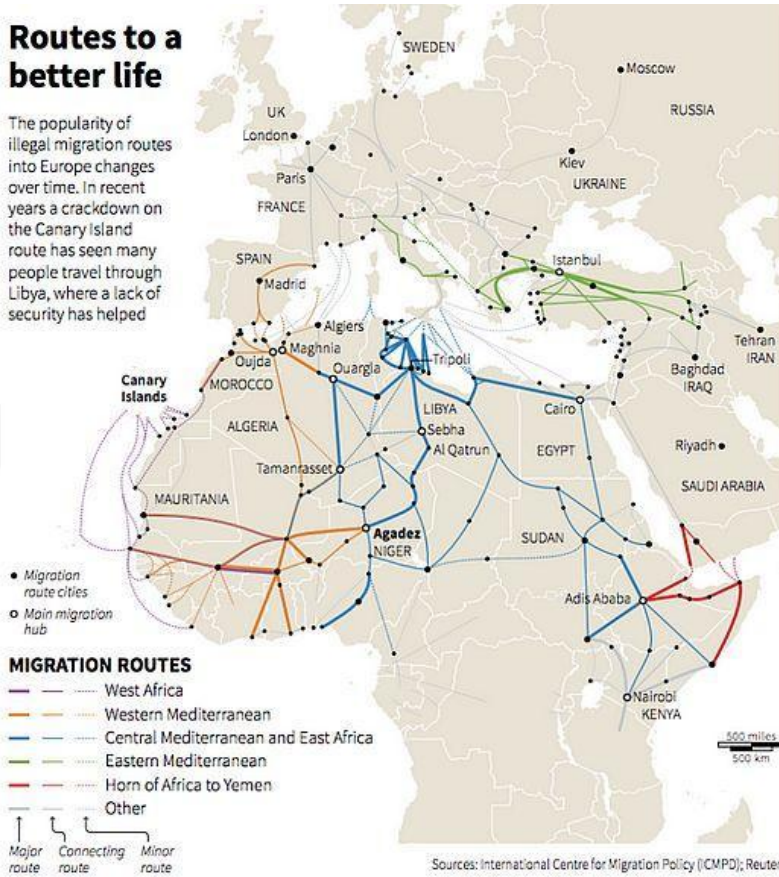 Routes to a
better life
The popularity of
illegal migration routes
into Europe changes
over time. In recent
years a crackdown on
the Canary Island
route has seen many
people travel through
Libya, where a lack of
security has helped
SWEDEN
Moscow
RUSSIA
UK
London
Kiev
UKRAINE
Paris
FRANCE
SPAIN
Istanbul
Madrid
Algiers
Tehran
IRAN
Oujda
Maghnia
Tripoli
Ouargla
Baghdad
IRAQ
Canary
Islands
MOROCCO
LIBYA
Cairo
ALGERIA
Sebha
Al Qatrun
EGYPT
Riyadh
Tamanrasset
SAUDI ARABIA
MAURITANIA
Agadez
NIGER
SUDAN
Migration
route cities
Main migration
hub
Adis Ababa
Nairobi
KENYA
MIGRATION ROUTES
West Africa
Western Mediterranean
Central Mediterranean and East Africa
Eastern Mediterranean
Horn of Africa to Yemen
Other
Major
route
Connecting
route
Minor
route
500 miles
500 km
Sources: International Centre for Migration Policy (ICMPD); Reuter